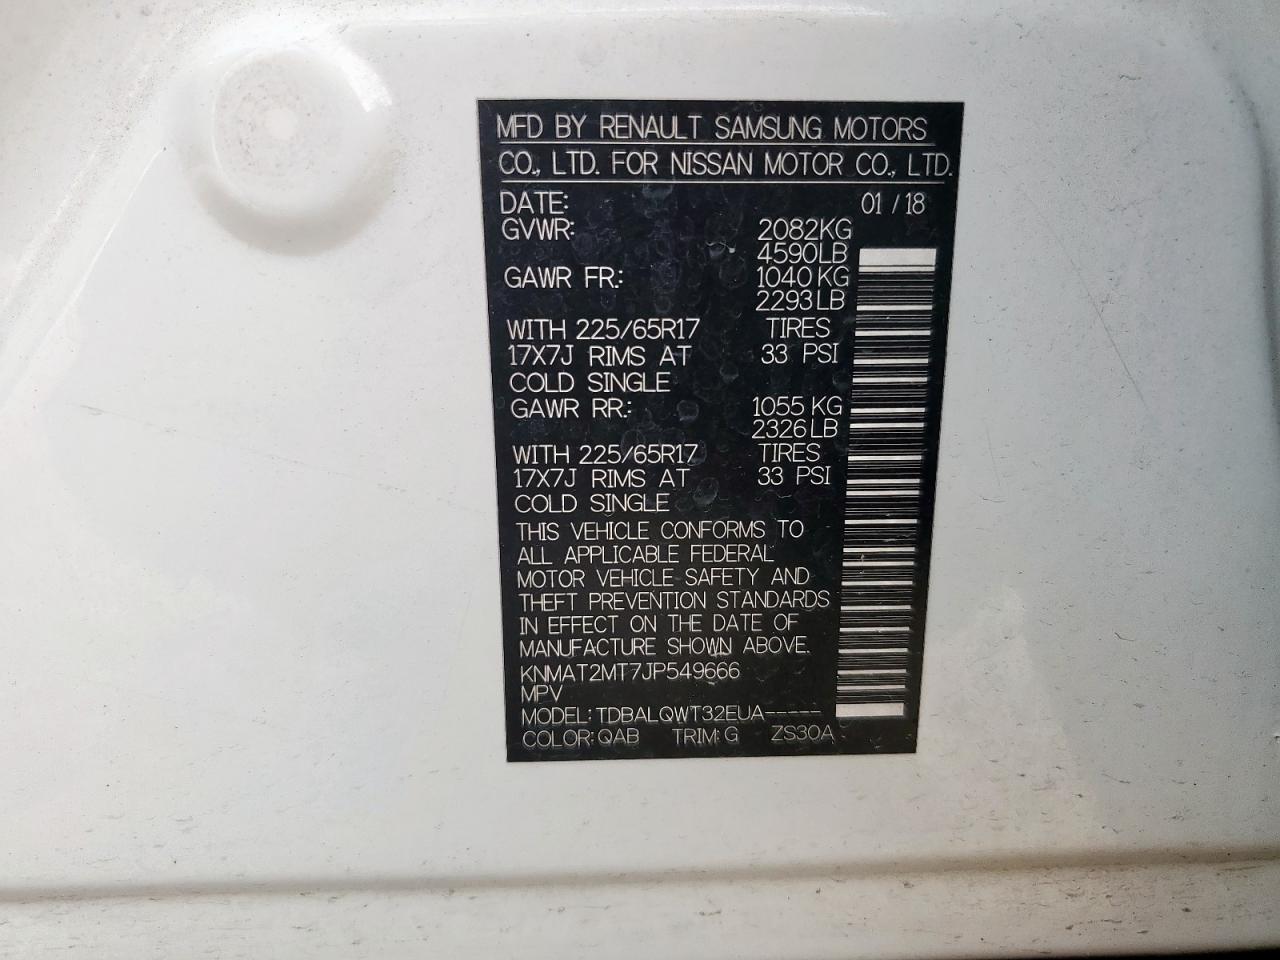 MFD BY RENAULT SAMSUNG MOTORS
CO., LTD. FOR NISSAN MOTOR CO., LTD.
DATE: 01 / 18
GVWR: 2082KG
4590LB
GAWR FR.: 1040KG
2293LB
WITH 225/65R17 TIRES
17X7J RIMS AT 33 PSI
COLD SINGLE
GAWR RR.: 1055 KG
2326LB
WITH 225/65R17 TIRES
17X7J RIMS AT 33 PSI
COLD SINGLE
THIS VEHICLE CONFORMS TO
ALL APPLICABLE FEDERAL
MOTOR VEHICLE SAFETY AND
THEFT PREVENTION STANDARDS
IN EFFECT ON THE DATE OF
MANUFACTURE SHOWN ABOVE.
KNMAT2MT7JP549666
MPV
MODEL: TDBALQWT32EUA-----
COLOR: QAB TRIM: G ZS30A